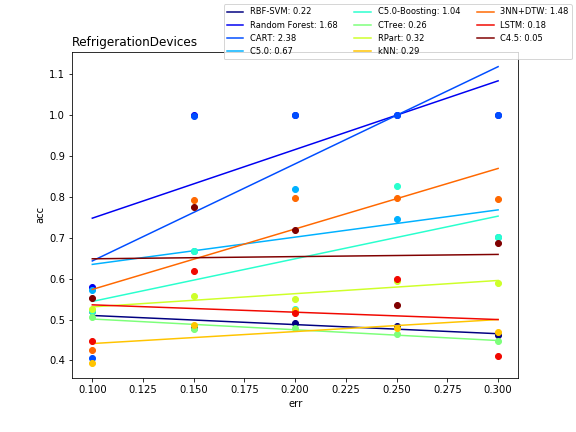 RBF-SVM: 0.22
Random Forest: 1.68
CART: 2.38
C5.0: 0.67
C5.0-Boosting: 1.04
CTree: 0.26
RPart: 0.32
kNN: 0.29
3NN+DTW: 1.48
LSTM: 0.18
C4.5: 0.05
RefrigerationDevices
1.1
1.0
0.9
0.8
0.7
0.6
0.5
0.4
acc
0.100 0.125 0.150 0.175 0.200 0.225 0.250 0.275 0.300
err